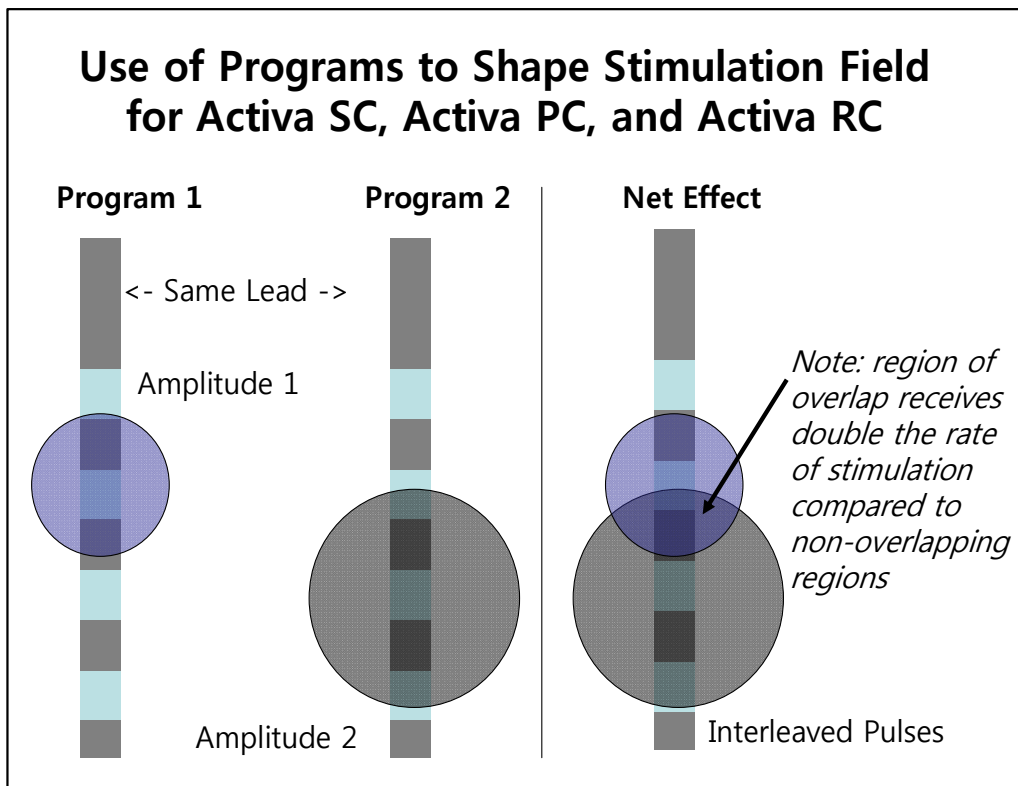 Use of Programs to Shape Stimulation Field
for Activa SC, Activa PC, and Activa RC
Program 1
Program 2
Net Effect
<- Same Lead ->
Amplitude 1
Note: region of
overlap receives
double the rate
of stimulation
compared to
non-overlapping
regions
Amplitude 2
Interleaved Pulses